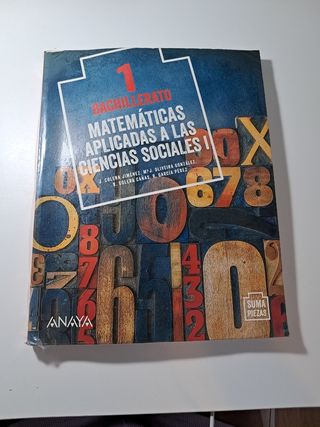 1
BACHILLERATO
MATEMÁTICAS
APLICADAS A LAS
CIENCIAS SOCIALES I
J. COLERA JIMÉNEZ, Mª J. OLIVEIRA GONZÁLEZ,
R. COLERA CAÑAS, R. GARCÍA PÉREZ
ANAYA
SUMA
PIEZAS